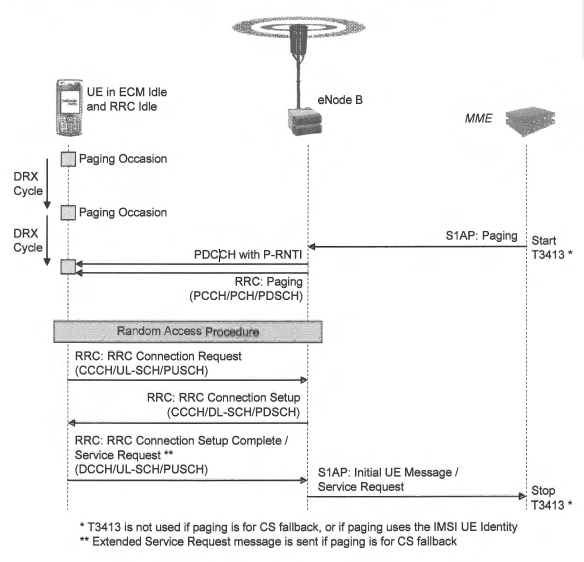 UE in ECM Idle
and RRC Idle
eNode B
MME
Paging Occasion
DRX
Cycle
Paging Occasion
DRX
Cycle
S1AP: Paging
Start
T3413 *
PDCCH with P-RNTI
RRC: Paging
(PCCH/PCH/PDSCH)
Random Access Procedure
RRC: RRC Connection Request
(CCCH/UL-SCH/PUSCH)
RRC: RRC Connection Setup
(CCCH/DL-SCH/PDSCH)
RRC: RRC Connection Setup Complete /
Service Request **
(DCCH/UL-SCH/PUSCH)
S1AP: Initial UE Message /
Service Request
Stop
T3413 *
* T3413 is not used if paging is for CS fallback, or if paging uses the IMSI UE Identity
** Extended Service Request message is sent if paging is for CS fallback